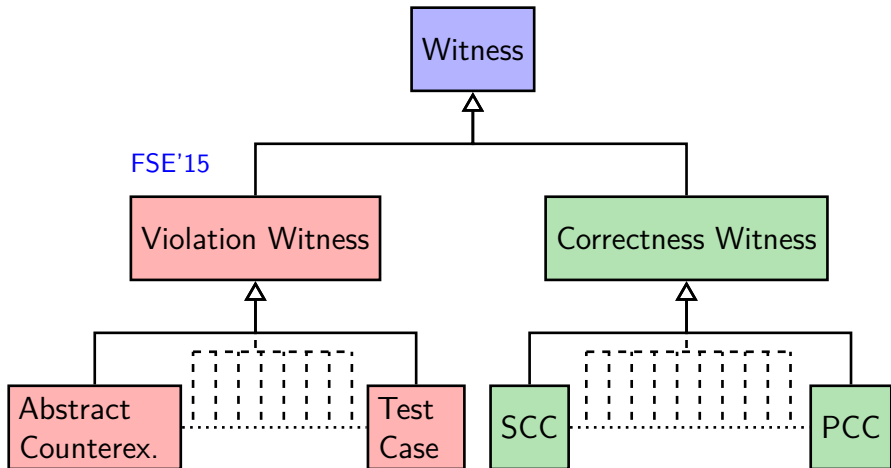 Witness
FSE'15
Violation Witness
Correctness Witness
Abstract
Counterex.
Test
Case
SCC
PCC